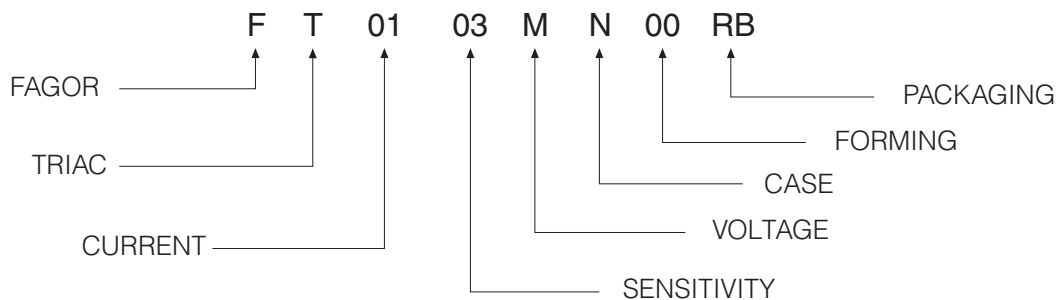 F T 01 03 M N 00 RB
FAGOR
PACKAGING
FORMING
TRIAC
CASE
VOLTAGE
CURRENT
SENSITIVITY